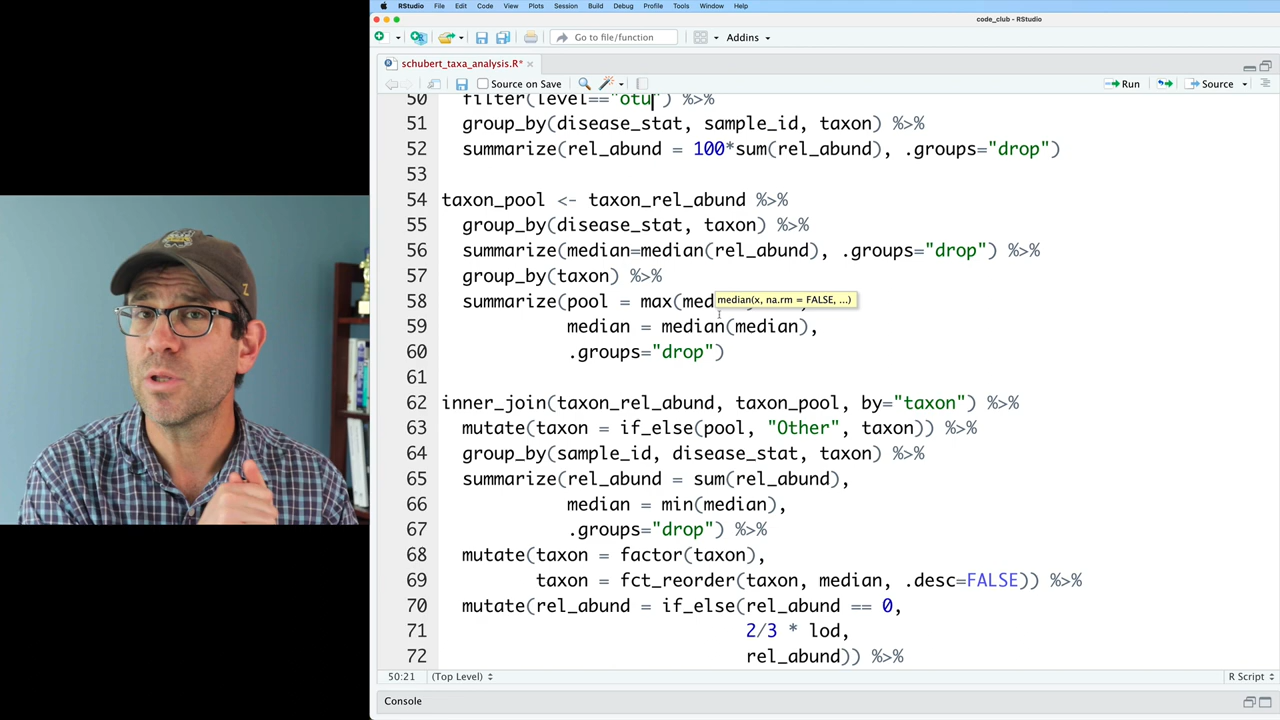 RStudio File Edit Code View Plots Session Build Debug Profile Tools Window Help
code_club - RStudio
Go to file/function Addins
schubert_taxa_analysis.R*
Source on Save Run Source
50 filter(level=="otu") %>%
51 group_by(disease_stat, sample_id, taxon) %>%
52 summarize(rel_abund = 100*sum(rel_abund), .groups="drop")
53
54 taxon_pool <- taxon_rel_abund %>%
55 group_by(disease_stat, taxon) %>%
56 summarize(median=median(rel_abund), .groups="drop") %>%
57 group_by(taxon) %>%
58 summarize(pool = max(med
median(x, na.rm = FALSE, ...)
59 median = median(median),
60 .groups="drop")
61
62 inner_join(taxon_rel_abund, taxon_pool, by="taxon") %>%
63 mutate(taxon = if_else(pool, "Other", taxon)) %>%
64 group_by(sample_id, disease_stat, taxon) %>%
65 summarize(rel_abund = sum(rel_abund),
66 median = min(median),
67 .groups="drop") %>%
68 mutate(taxon = factor(taxon),
69 taxon = fct_reorder(taxon, median, .desc=FALSE)) %>%
70 mutate(rel_abund = if_else(rel_abund == 0,
71 2/3 * lod,
72 rel_abund)) %>%
50:21 (Top Level) R Script
Console